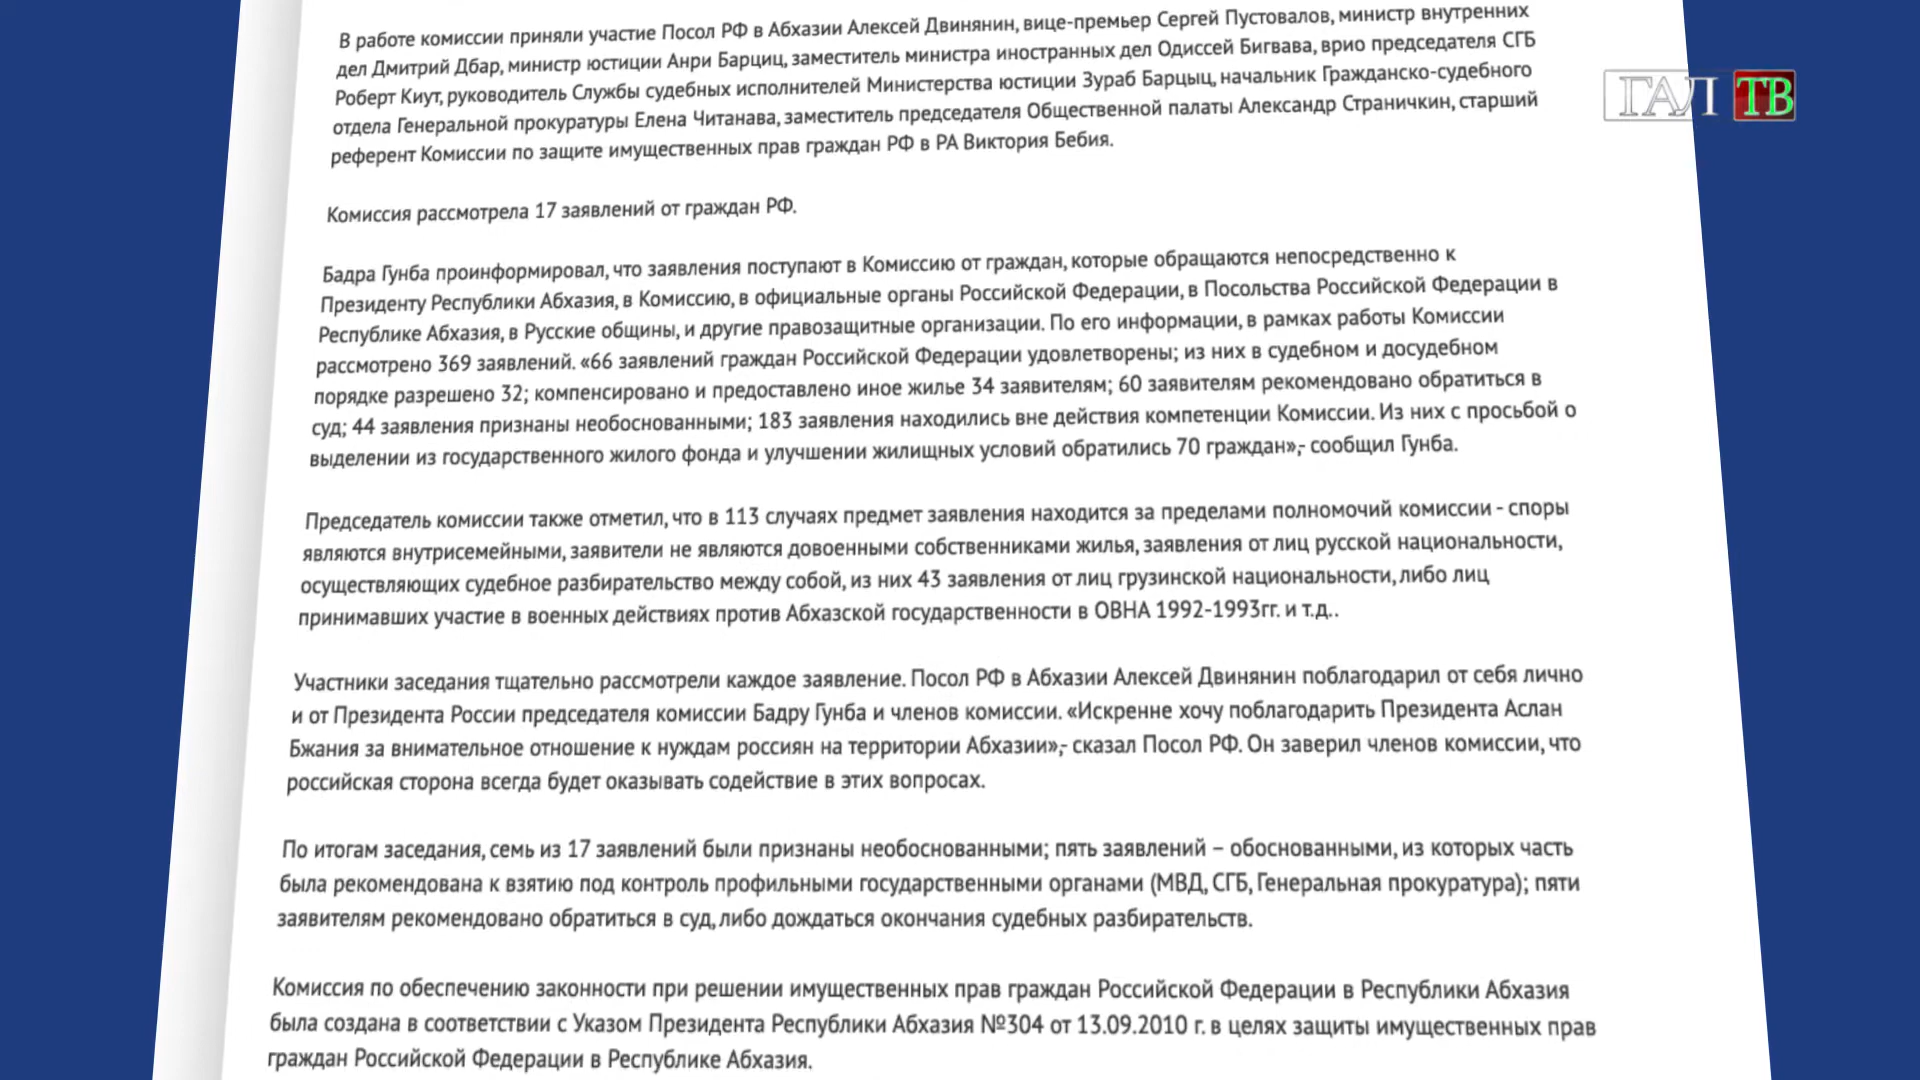 В работе комиссии приняли участие Посол РФ в Абхазии Алексей Двинянин, вице-премьер Сергей Пустовалов, министр внутренних
дел Дмитрий Дбар, министр юстиции Анри Барциц, заместитель министра иностранных дел Одиссей Бигвава, врио председателя СГБ
Роберт Киут, руководитель Службы судебных исполнителей Министерства юстиции Зураб Барцыц, начальник Гражданско-судебного
отдела Генеральной прокуратуры Елена Читанава, заместитель председателя Общественной палаты Александр Страничкин, старший
референт Комиссии по защите имущественных прав граждан РФ в РА Виктория Бебия.
ГАЛ ТВ
Комиссия рассмотрела 17 заявлений от граждан РФ.
Бадра Гунба проинформировал, что заявления поступают в Комиссию от граждан, которые обращаются непосредственно к
Президенту Республики Абхазия, в Комиссию, в официальные органы Российской Федерации, в Посольства Российской Федерации в
Республике Абхазия, в Русские общины, и другие правозащитные организации. По его информации, в рамках работы Комиссии
рассмотрено 369 заявлений. «66 заявлений граждан Российской Федерации удовлетворены; из них в судебном и досудебном
порядке разрешено 32; компенсировано и предоставлено иное жилье 34 заявителям; 60 заявителям рекомендовано обратиться в
суд; 44 заявления признаны необоснованными; 183 заявления находились вне действия компетенции Комиссии. Из них с просьбой о
выделении из государственного жилого фонда и улучшении жилищных условий обратились 70 граждан»,- сообщил Гунба.
Председатель комиссии также отметил, что в 113 случаях предмет заявления находится за пределами полномочий комиссии - споры
являются внутрисемейными, заявители не являются довоенными собственниками жилья, заявления от лиц русской национальности,
осуществляющих судебное разбирательство между собой, из них 43 заявления от лиц грузинской национальности, либо лиц
принимавших участие в военных действиях против Абхазской государственности в ОВНА 1992-1993гг. и т.д..
Участники заседания тщательно рассмотрели каждое заявление. Посол РФ в Абхазии Алексей Двинянин поблагодарил от себя лично
и от Президента России председателя комиссии Бадру Гунба и членов комиссии. «Искренне хочу поблагодарить Президента Аслан
Бжания за внимательное отношение к нуждам россиян на территории Абхазии»,- сказал Посол РФ. Он заверил членов комиссии, что
российская сторона всегда будет оказывать содействие в этих вопросах.
По итогам заседания, семь из 17 заявлений были признаны необоснованными; пять заявлений – обоснованными, из которых часть
была рекомендована к взятию под контроль профильными государственными органами (МВД, СГБ, Генеральная прокуратура); пяти
заявителям рекомендовано обратиться в суд, либо дождаться окончания судебных разбирательств.
Комиссия по обеспечению законности при решении имущественных прав граждан Российской Федерации в Республики Абхазия
была создана в соответствии с Указом Президента Республики Абхазия №304 от 13.09.2010 г. в целях защиты имущественных прав
граждан Российской Федерации в Республике Абхазия.